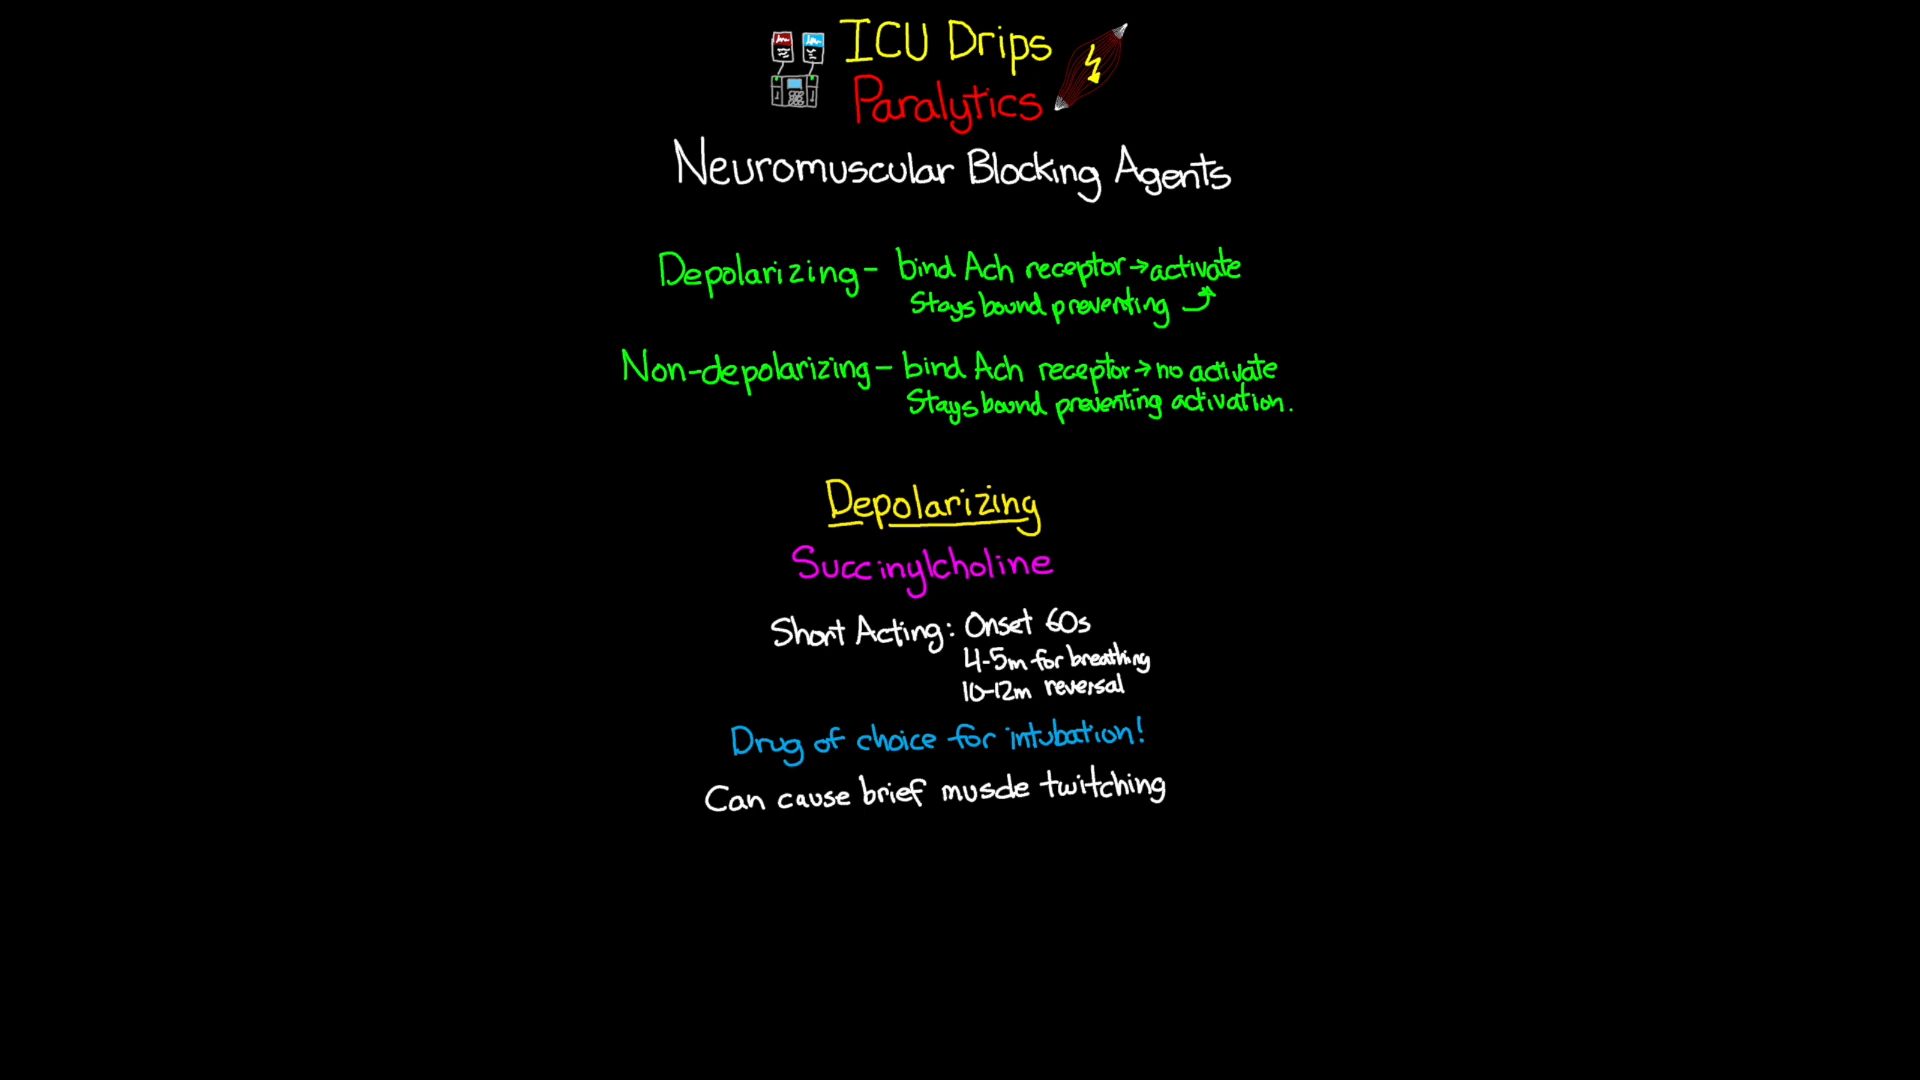 ICU Drips
Paralytics
Neuromuscular Blocking Agents
Depolarizing - bind Ach receptor → activate
Stays bound preventing
Non-depolarizing - bind Ach receptor → no activate
Stays bound preventing activation.
Depolarizing
Succinylcholine
Short Acting: Onset 60s
4-5m for breathing
10-12m reversal
Drug of choice for intubation!
Can cause brief muscle twitching